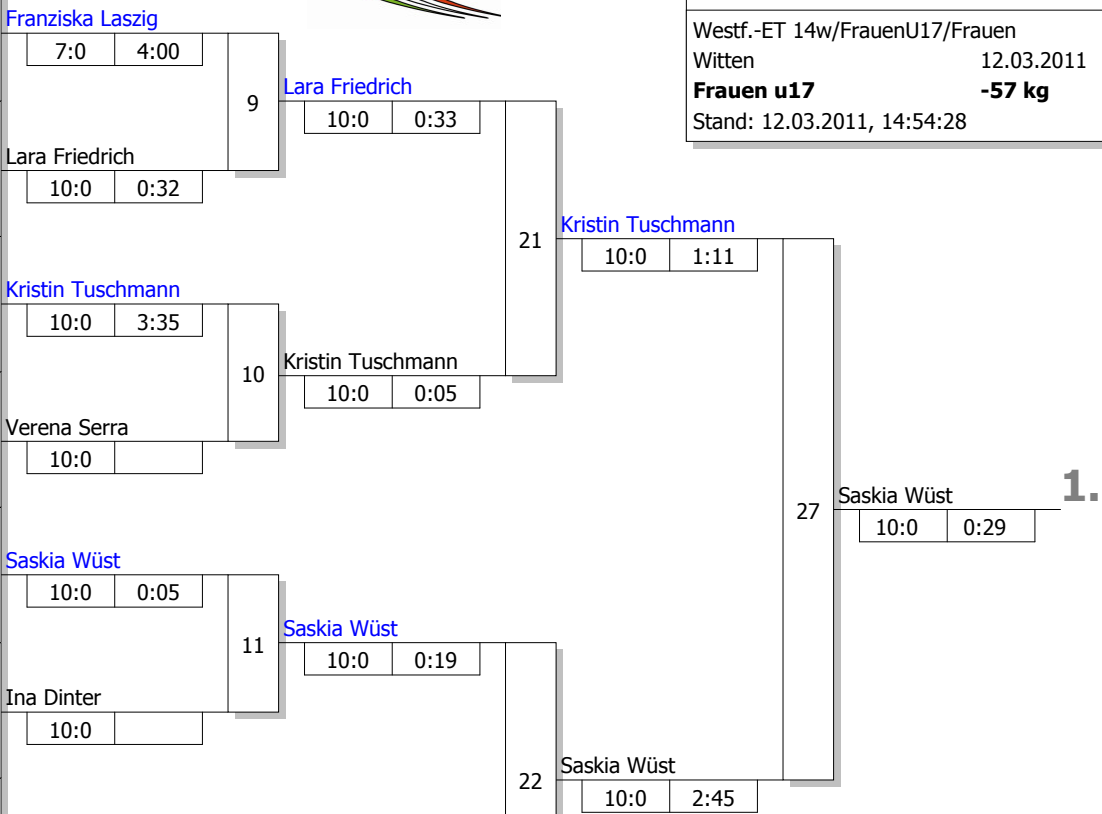 Westf.-ET 14w/FrauenU17/Frauen
Witten 12.03.2011
Frauen u17 -57 kg
Stand: 12.03.2011, 14:54:28
Franziska Laszig
7:0 4:00
9
Lara Friedrich
10:0 0:33
Lara Friedrich
10:0 0:32
21
Kristin Tuschmann
10:0 1:11
Kristin Tuschmann
10:0 3:35
10
Kristin Tuschmann
10:0 0:05
Verena Serra
10:0
27
Saskia Wüst
1.
10:0 0:29
Saskia Wüst
10:0 0:05
11
Saskia Wüst
10:0 0:19
Ina Dinter
10:0
22
Saskia Wüst
10:0 2:45